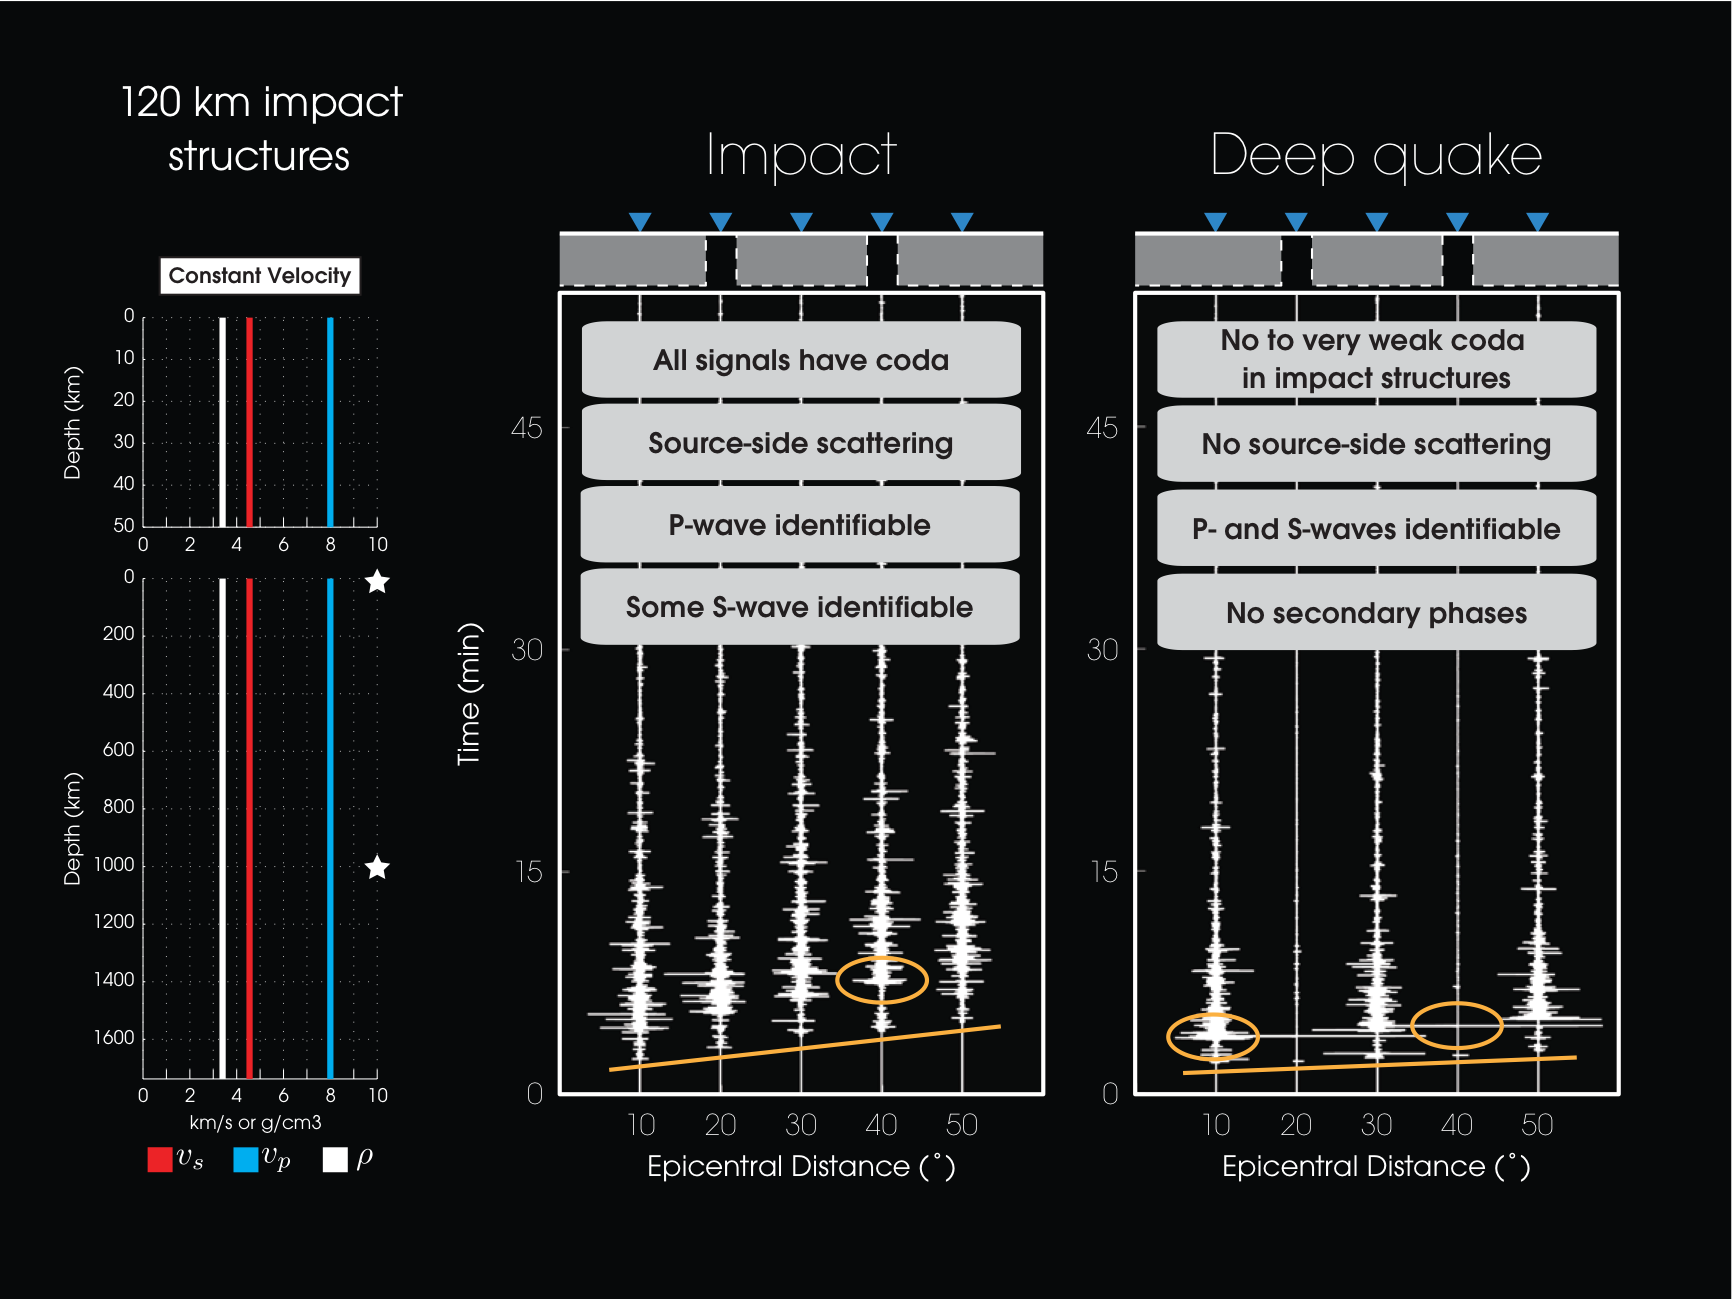 120 km impact
structures
Impact
Deep quake
Constant Velocity
Depth (km)
0
10
20
30
40
50
0 2 4 6 8 10
Depth (km)
0
200
400
600
800
1000
1200
1400
1600
0 2 4 6 8 10
km/s or g/cm3
vs vp ρ
Time (min)
45
30
15
0
All signals have coda
Source-side scattering
P-wave identifiable
Some S-wave identifiable
10 20 30 40 50
Epicentral Distance (°)
45
30
15
0
No to very weak coda
in impact structures
No source-side scattering
P- and S-waves identifiable
No secondary phases
10 20 30 40 50
Epicentral Distance (°)